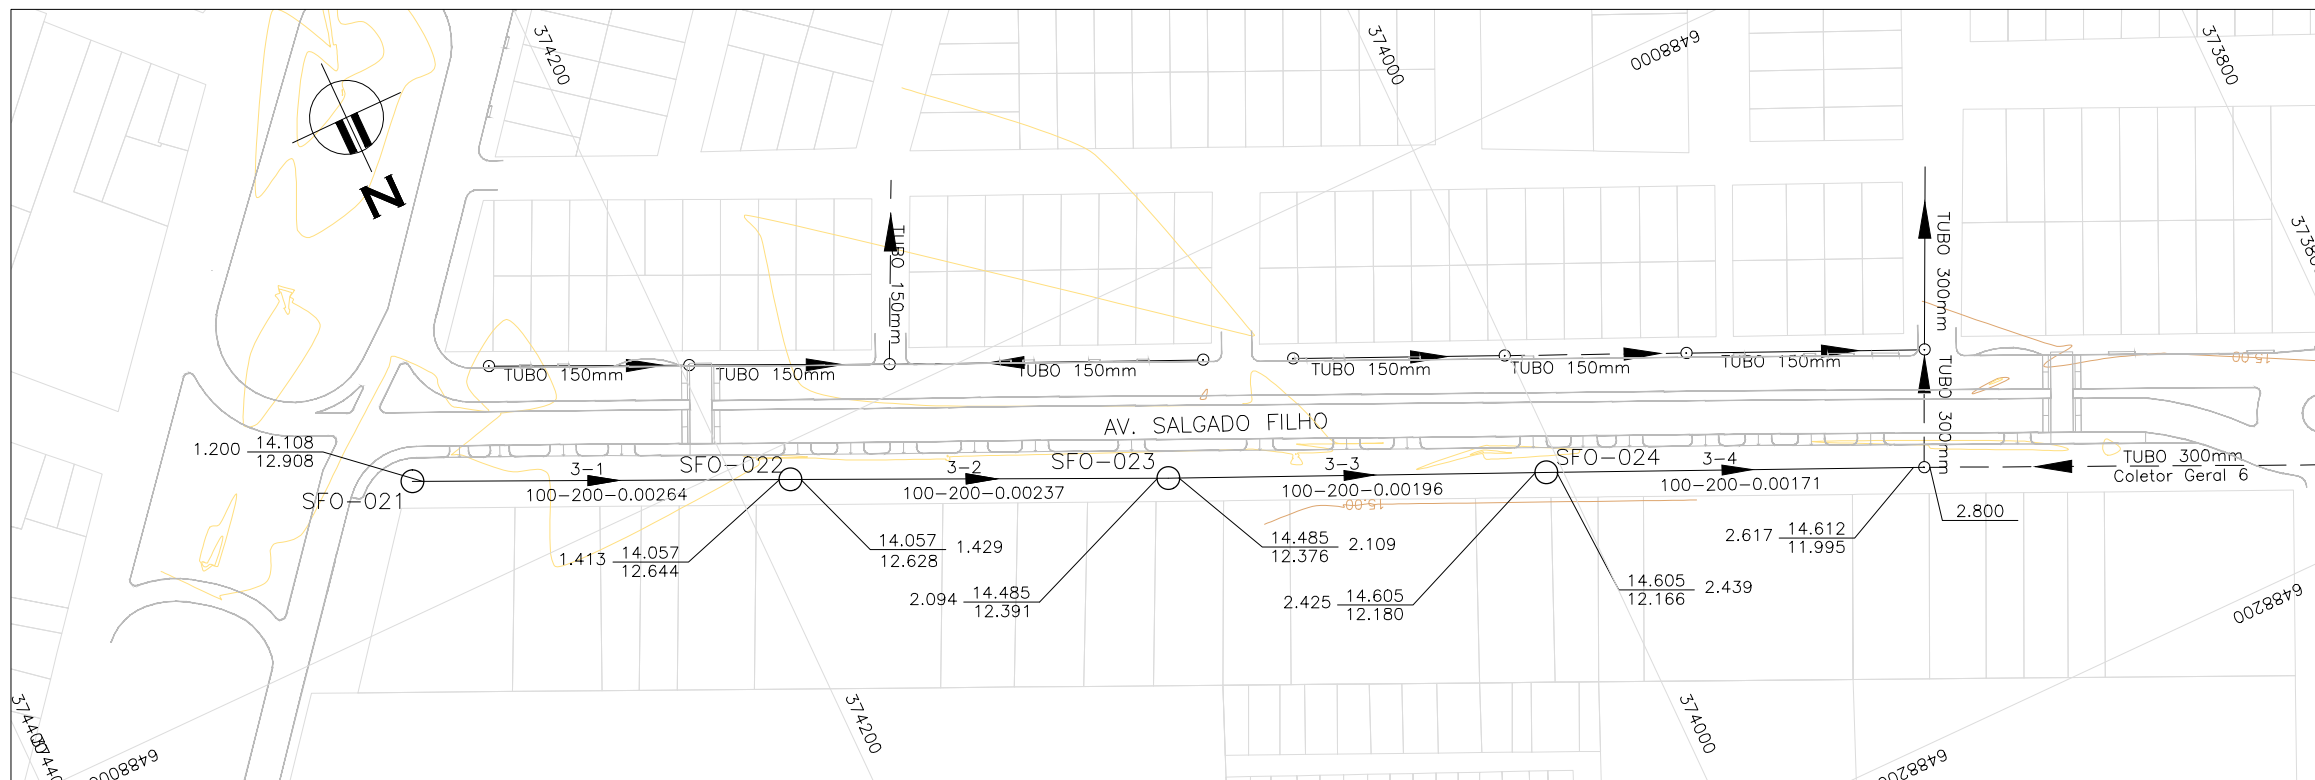 374200
374000
6488000
373800
N
TUBO 150mm
TUBO 300mm
15.00
TUBO 150mm
TUBO 150mm
TUBO 150mm
TUBO 150mm
TUBO 150mm
TUBO 150mm
TUBO 300mm
AV. SALGADO FILHO
1.200 14.108
12.908
SFO-021
3-1
100-200-0.00264
SFO-022
3-2
100-200-0.00237
SFO-023
3-3
100-200-0.00196
SFO-024
3-4
100-200-0.00171
TUBO 300mm
Coletor Geral 6
15.00
2.800
1.413 14.057
12.644
14.057 1.429
12.628
2.094 14.485
12.391
14.485 2.109
12.376
2.425 14.605
12.180
14.605 2.439
12.166
2.617 14.612
11.995
6488200
374400
6488000
374200
374000
6488200